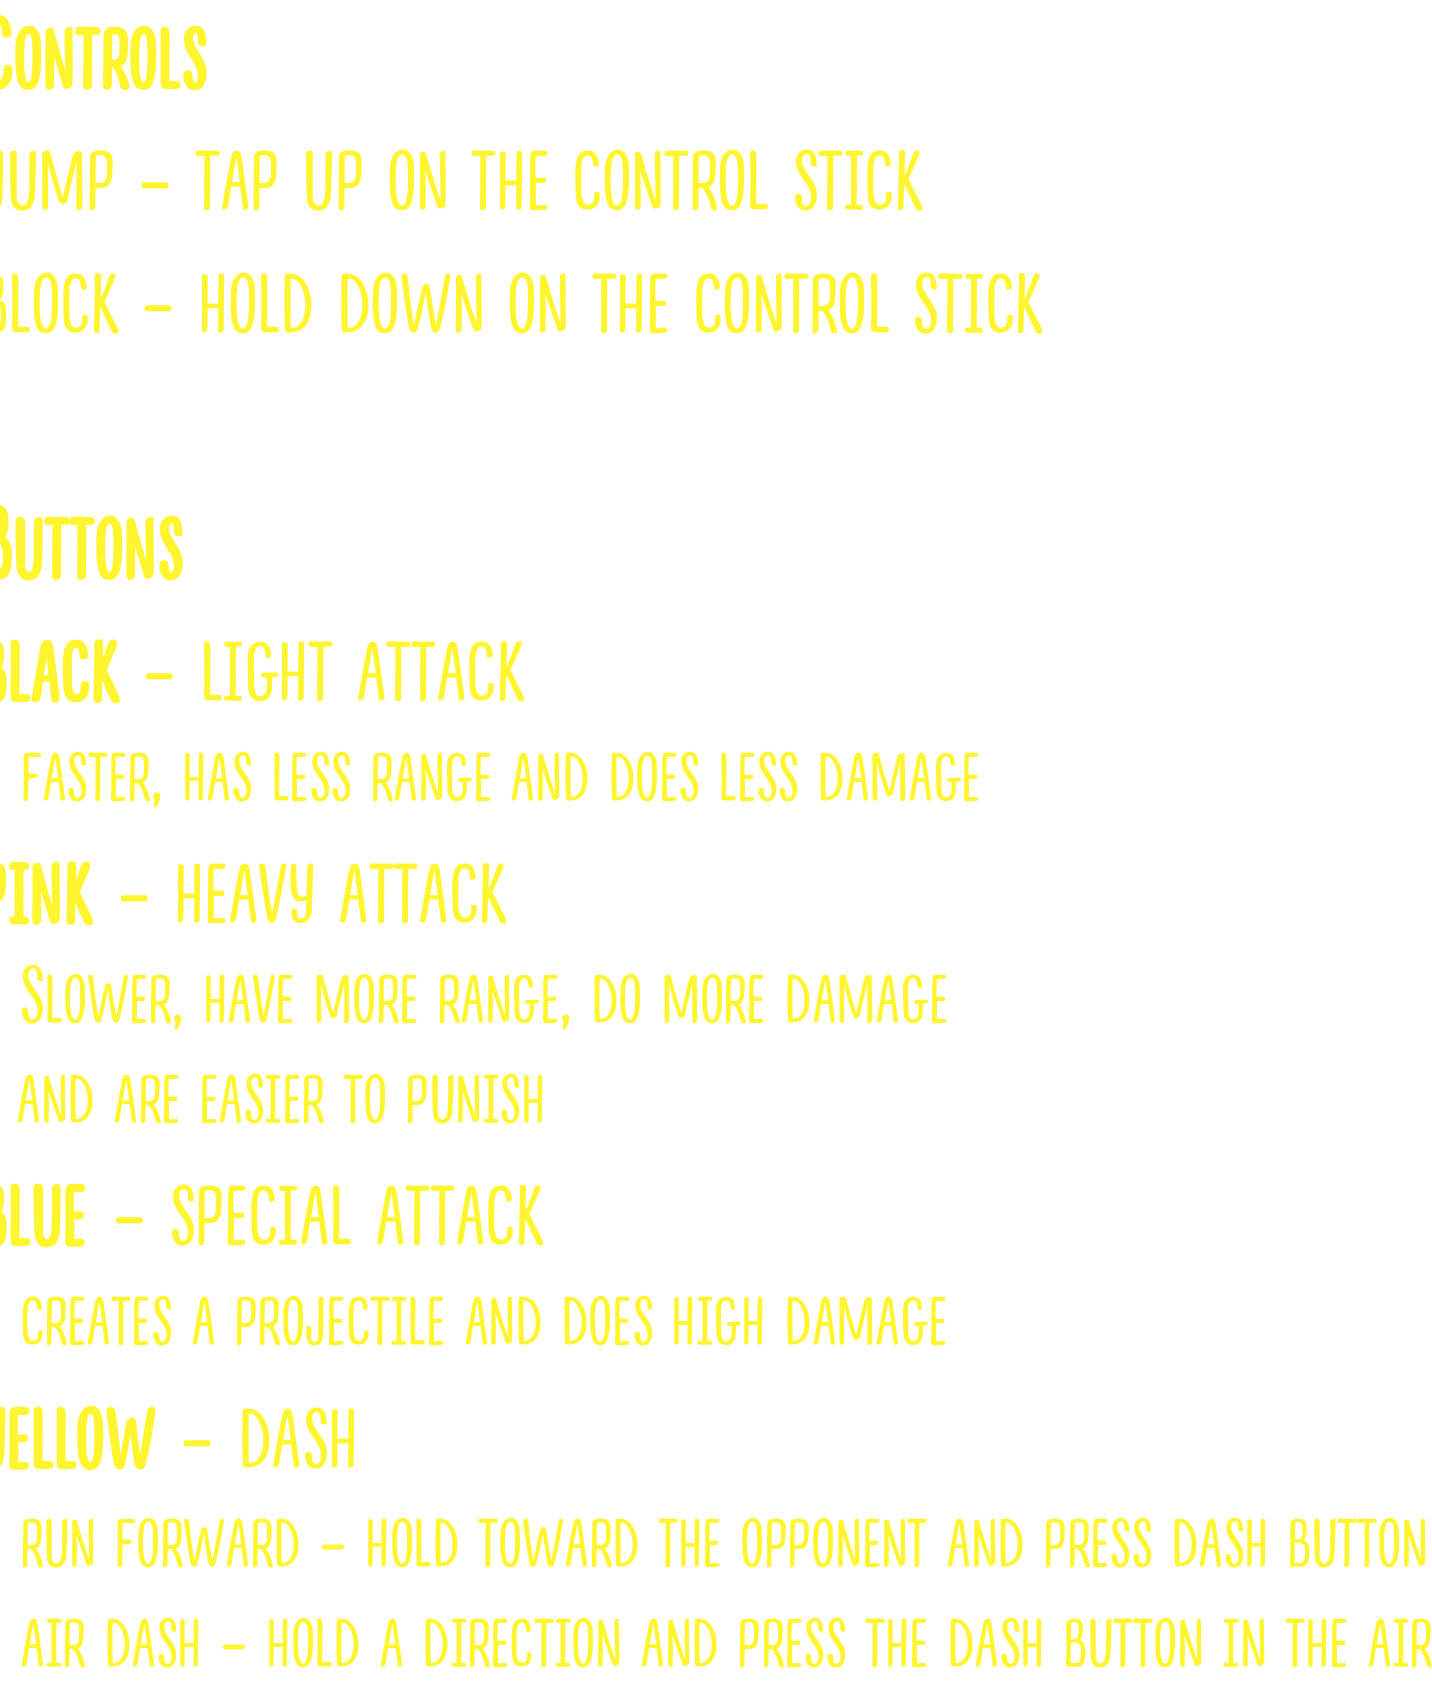 Controls
JUMP - TAP UP ON THE CONTROL STICK
BLOCK - HOLD DOWN ON THE CONTROL STICK
Buttons
BLACK - LIGHT ATTACK
FASTER, HAS LESS RANGE AND DOES LESS DAMAGE
PINK - HEAVY ATTACK
Slower, HAVE MORE RANGE, DO MORE DAMAGE
AND ARE EASIER TO PUNISH
BLUE - SPECIAL ATTACK
CREATES A PROJECTILE AND DOES HIGH DAMAGE
YELLOW - DASH
RUN FORWARD - HOLD TOWARD THE OPPONENT AND PRESS DASH BUTTON
AIR DASH - HOLD A DIRECTION AND PRESS THE DASH BUTTON IN THE AIR